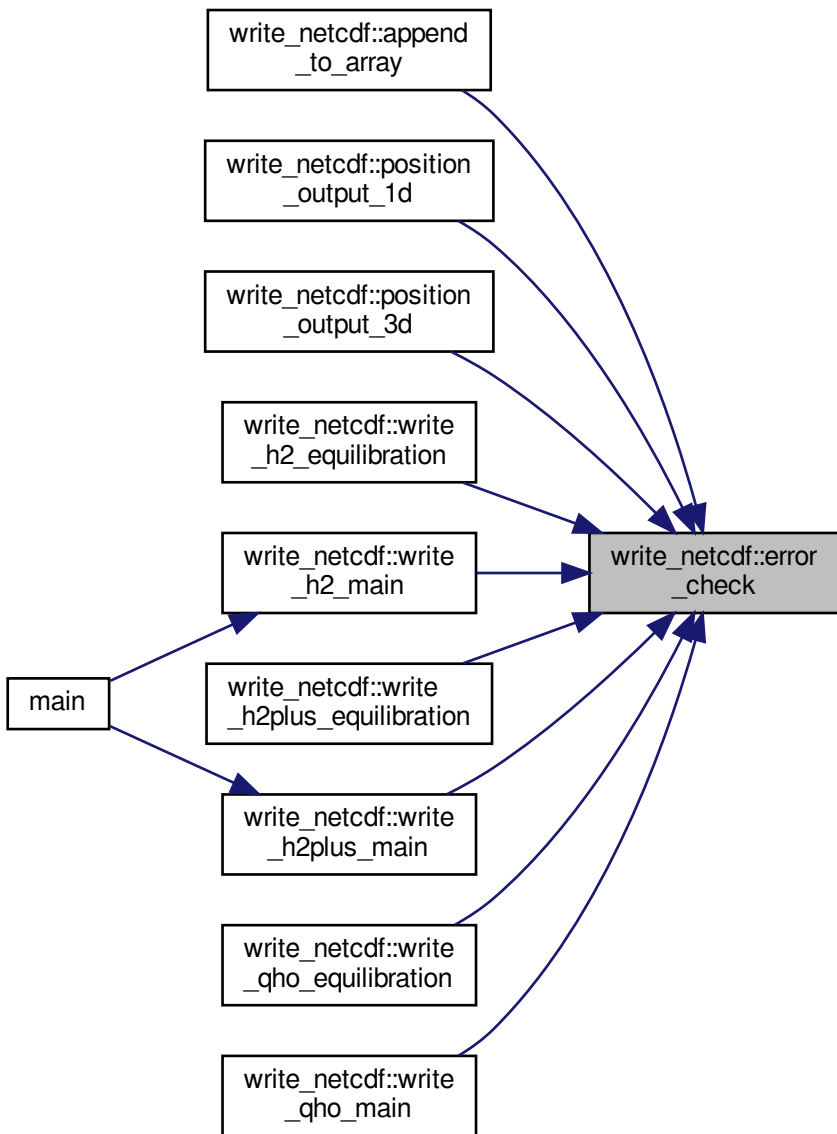 write_netcdf::append
_to_array
write_netcdf::position
_output_1d
write_netcdf::position
_output_3d
write_netcdf::write
_h2_equilibration
write_netcdf::error
_check
write_netcdf::write
_h2_main
main
write_netcdf::write
_h2plus_equilibration
write_netcdf::write
_h2plus_main
write_netcdf::write
_qho_equilibration
write_netcdf::write
_qho_main